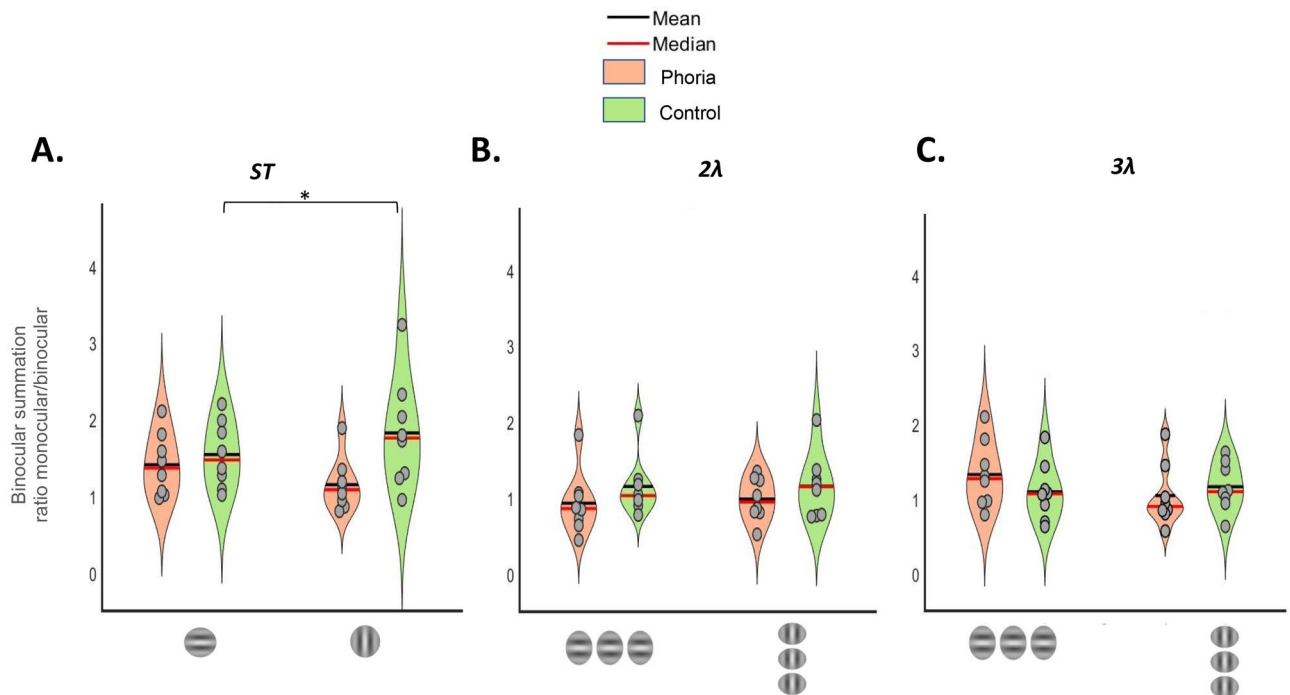 Mean
Median
Phoria
Control
A.
ST
*
B.
2λ
C.
3λ
Binocular summation
ratio monocular/binocular
4
3
2
1
0
4
3
2
1
0
4
3
2
1
0